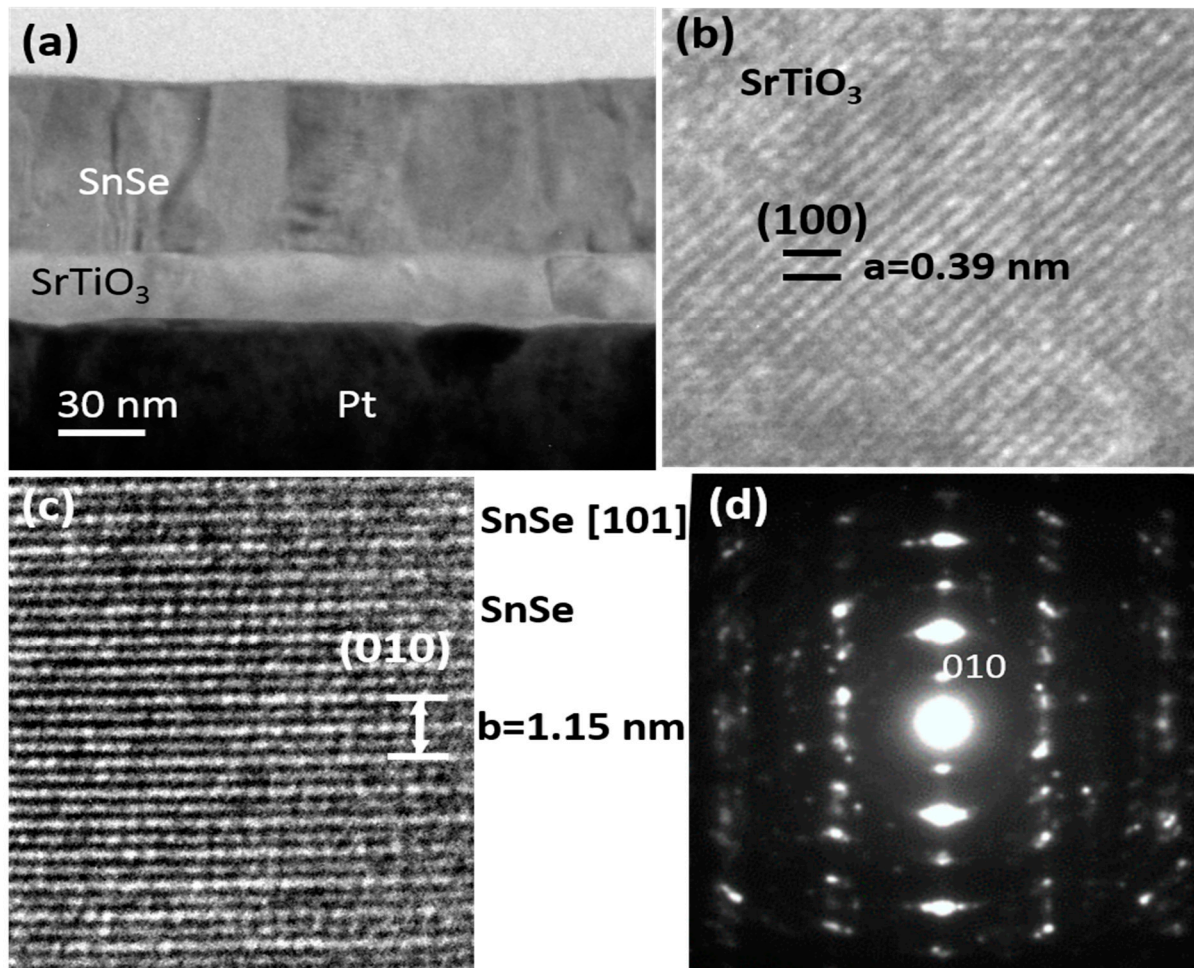 (a)
SnSe
SrTiO₃
30 nm
Pt
(b)
SrTiO₃
(100)
a=0.39 nm
(c)
SnSe [101]
SnSe
(010)
b=1.15 nm
(d)
010